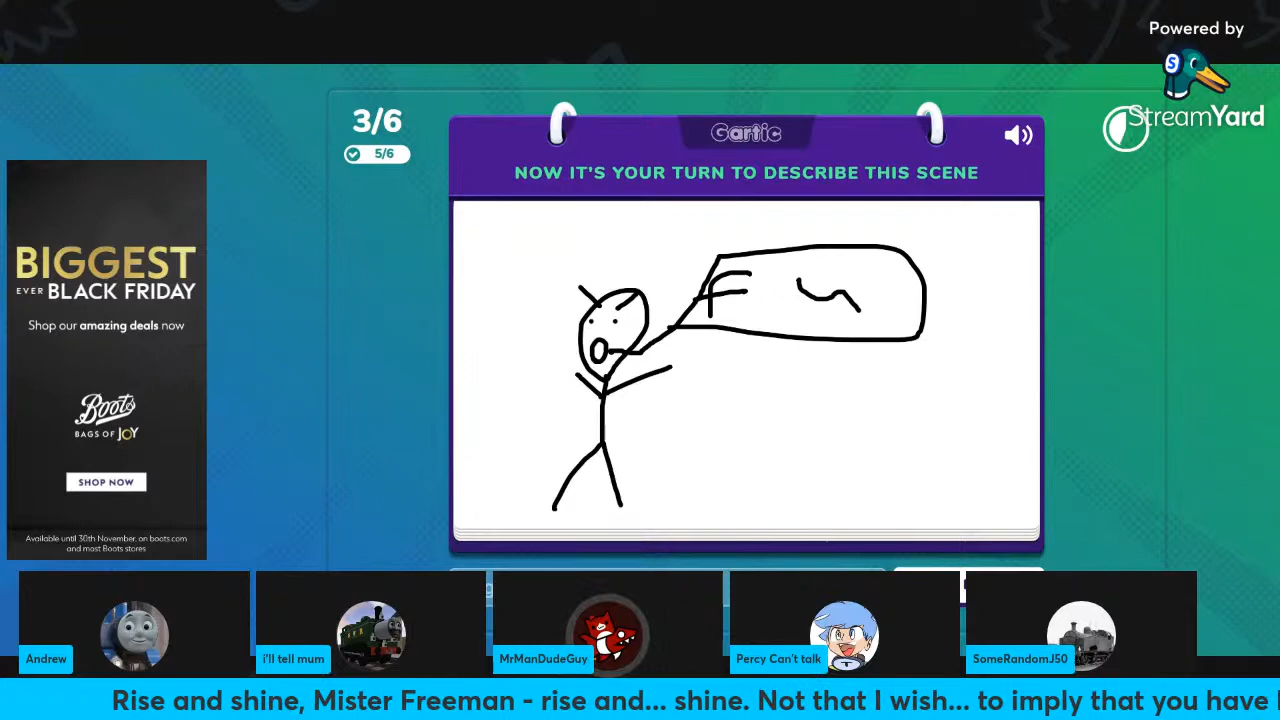 Powered by
StreamYard
3/6
5/6
Gartic
NOW IT'S YOUR TURN TO DESCRIBE THIS SCENE
F
BIGGEST
EVER BLACK FRIDAY
Shop our amazing deals now
Boots
BAGS OF JOY
SHOP NOW
Available until 30th November. on boots.com
and most Boots stores
Andrew
i'll tell mum
MrManDudeGuy
Percy Can't talk
SomeRandomJ50
Rise and shine, Mister Freeman - rise and... shine. Not that I wish... to imply that you have